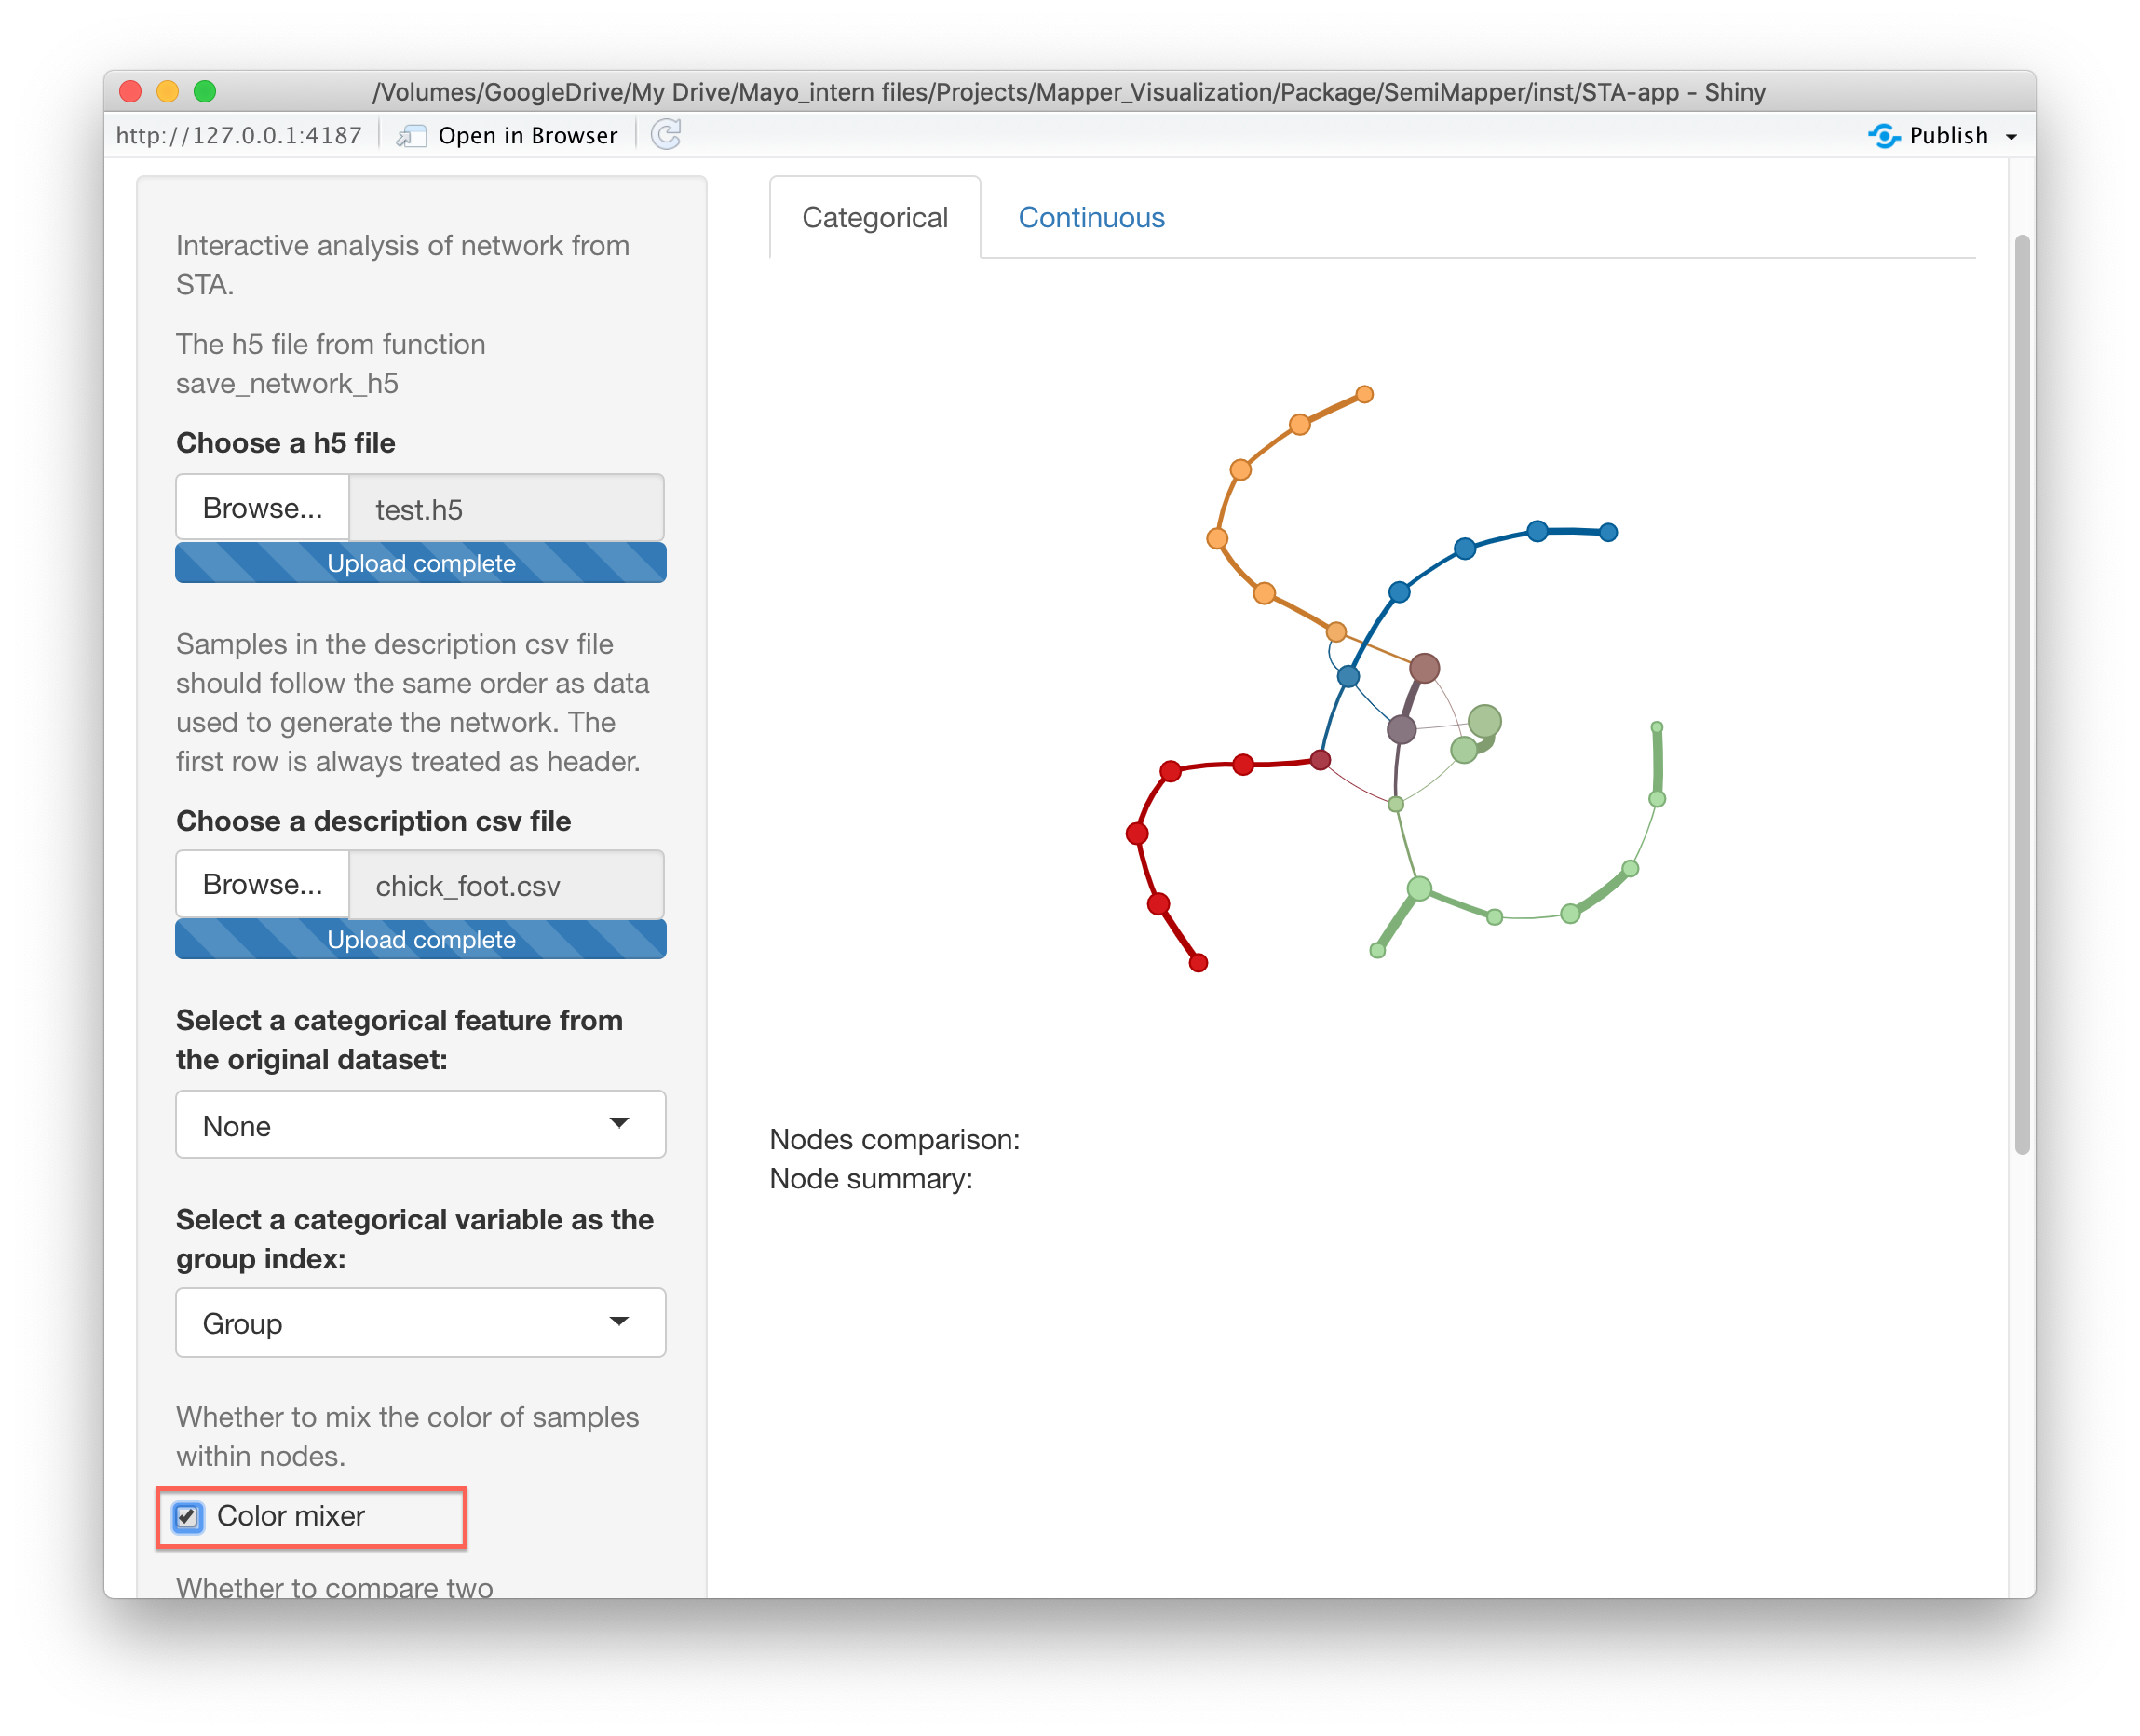 /Volumes/GoogleDrive/My Drive/Mayo_intern files/Projects/Mapper_Visualization/Package/SemiMapper/inst/STA-app - Shiny
http://127.0.0.1:4187 Open in Browser Publish
Categorical Continuous
Interactive analysis of network from
STA.
The h5 file from function
save_network_h5
Choose a h5 file
Browse... test.h5
Upload complete
Samples in the description csv file
should follow the same order as data
used to generate the network. The
first row is always treated as header.
Choose a description csv file
Browse... chick_foot.csv
Upload complete
Select a categorical feature from
the original dataset:
None
Select a categorical variable as the
group index:
Group
Whether to mix the color of samples
within nodes.
Color mixer
Whether to compare two
Nodes comparison:
Node summary: